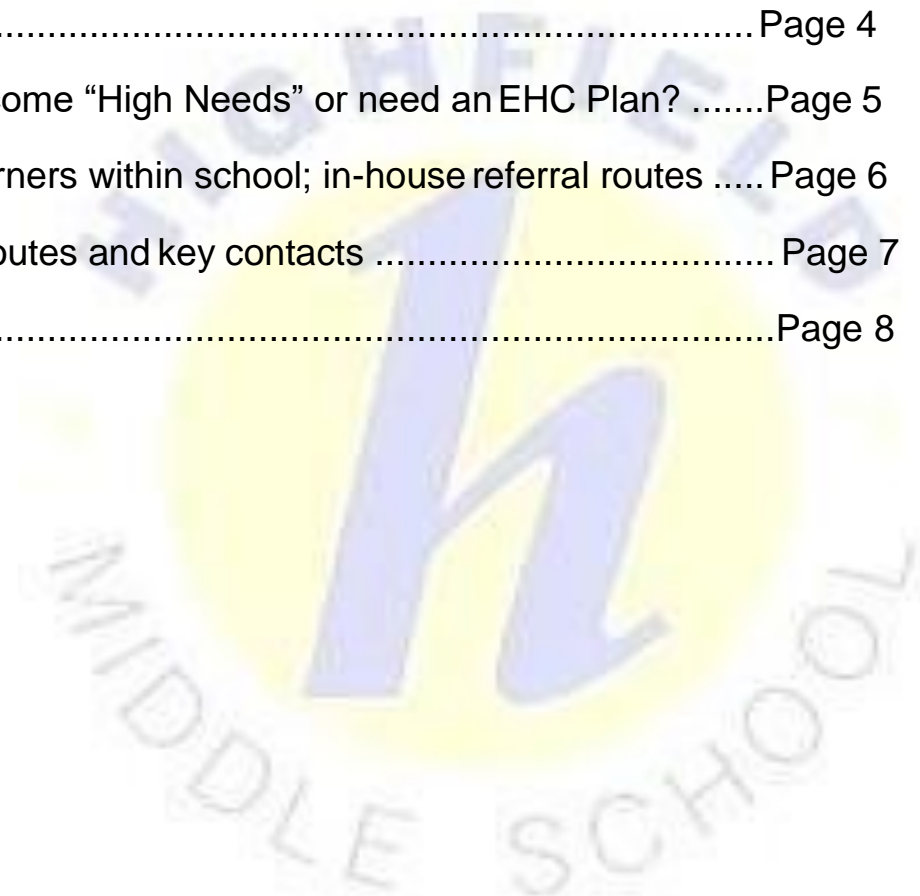 ........................................................................Page 4
some “High Needs” or need an EHC Plan? .......Page 5
rners within school; in-house referral routes .....Page 6
outes and key contacts .....................................Page 7
..........................................................................Page 8
HIGHFIELD
h
MIDDLE SCHOOL